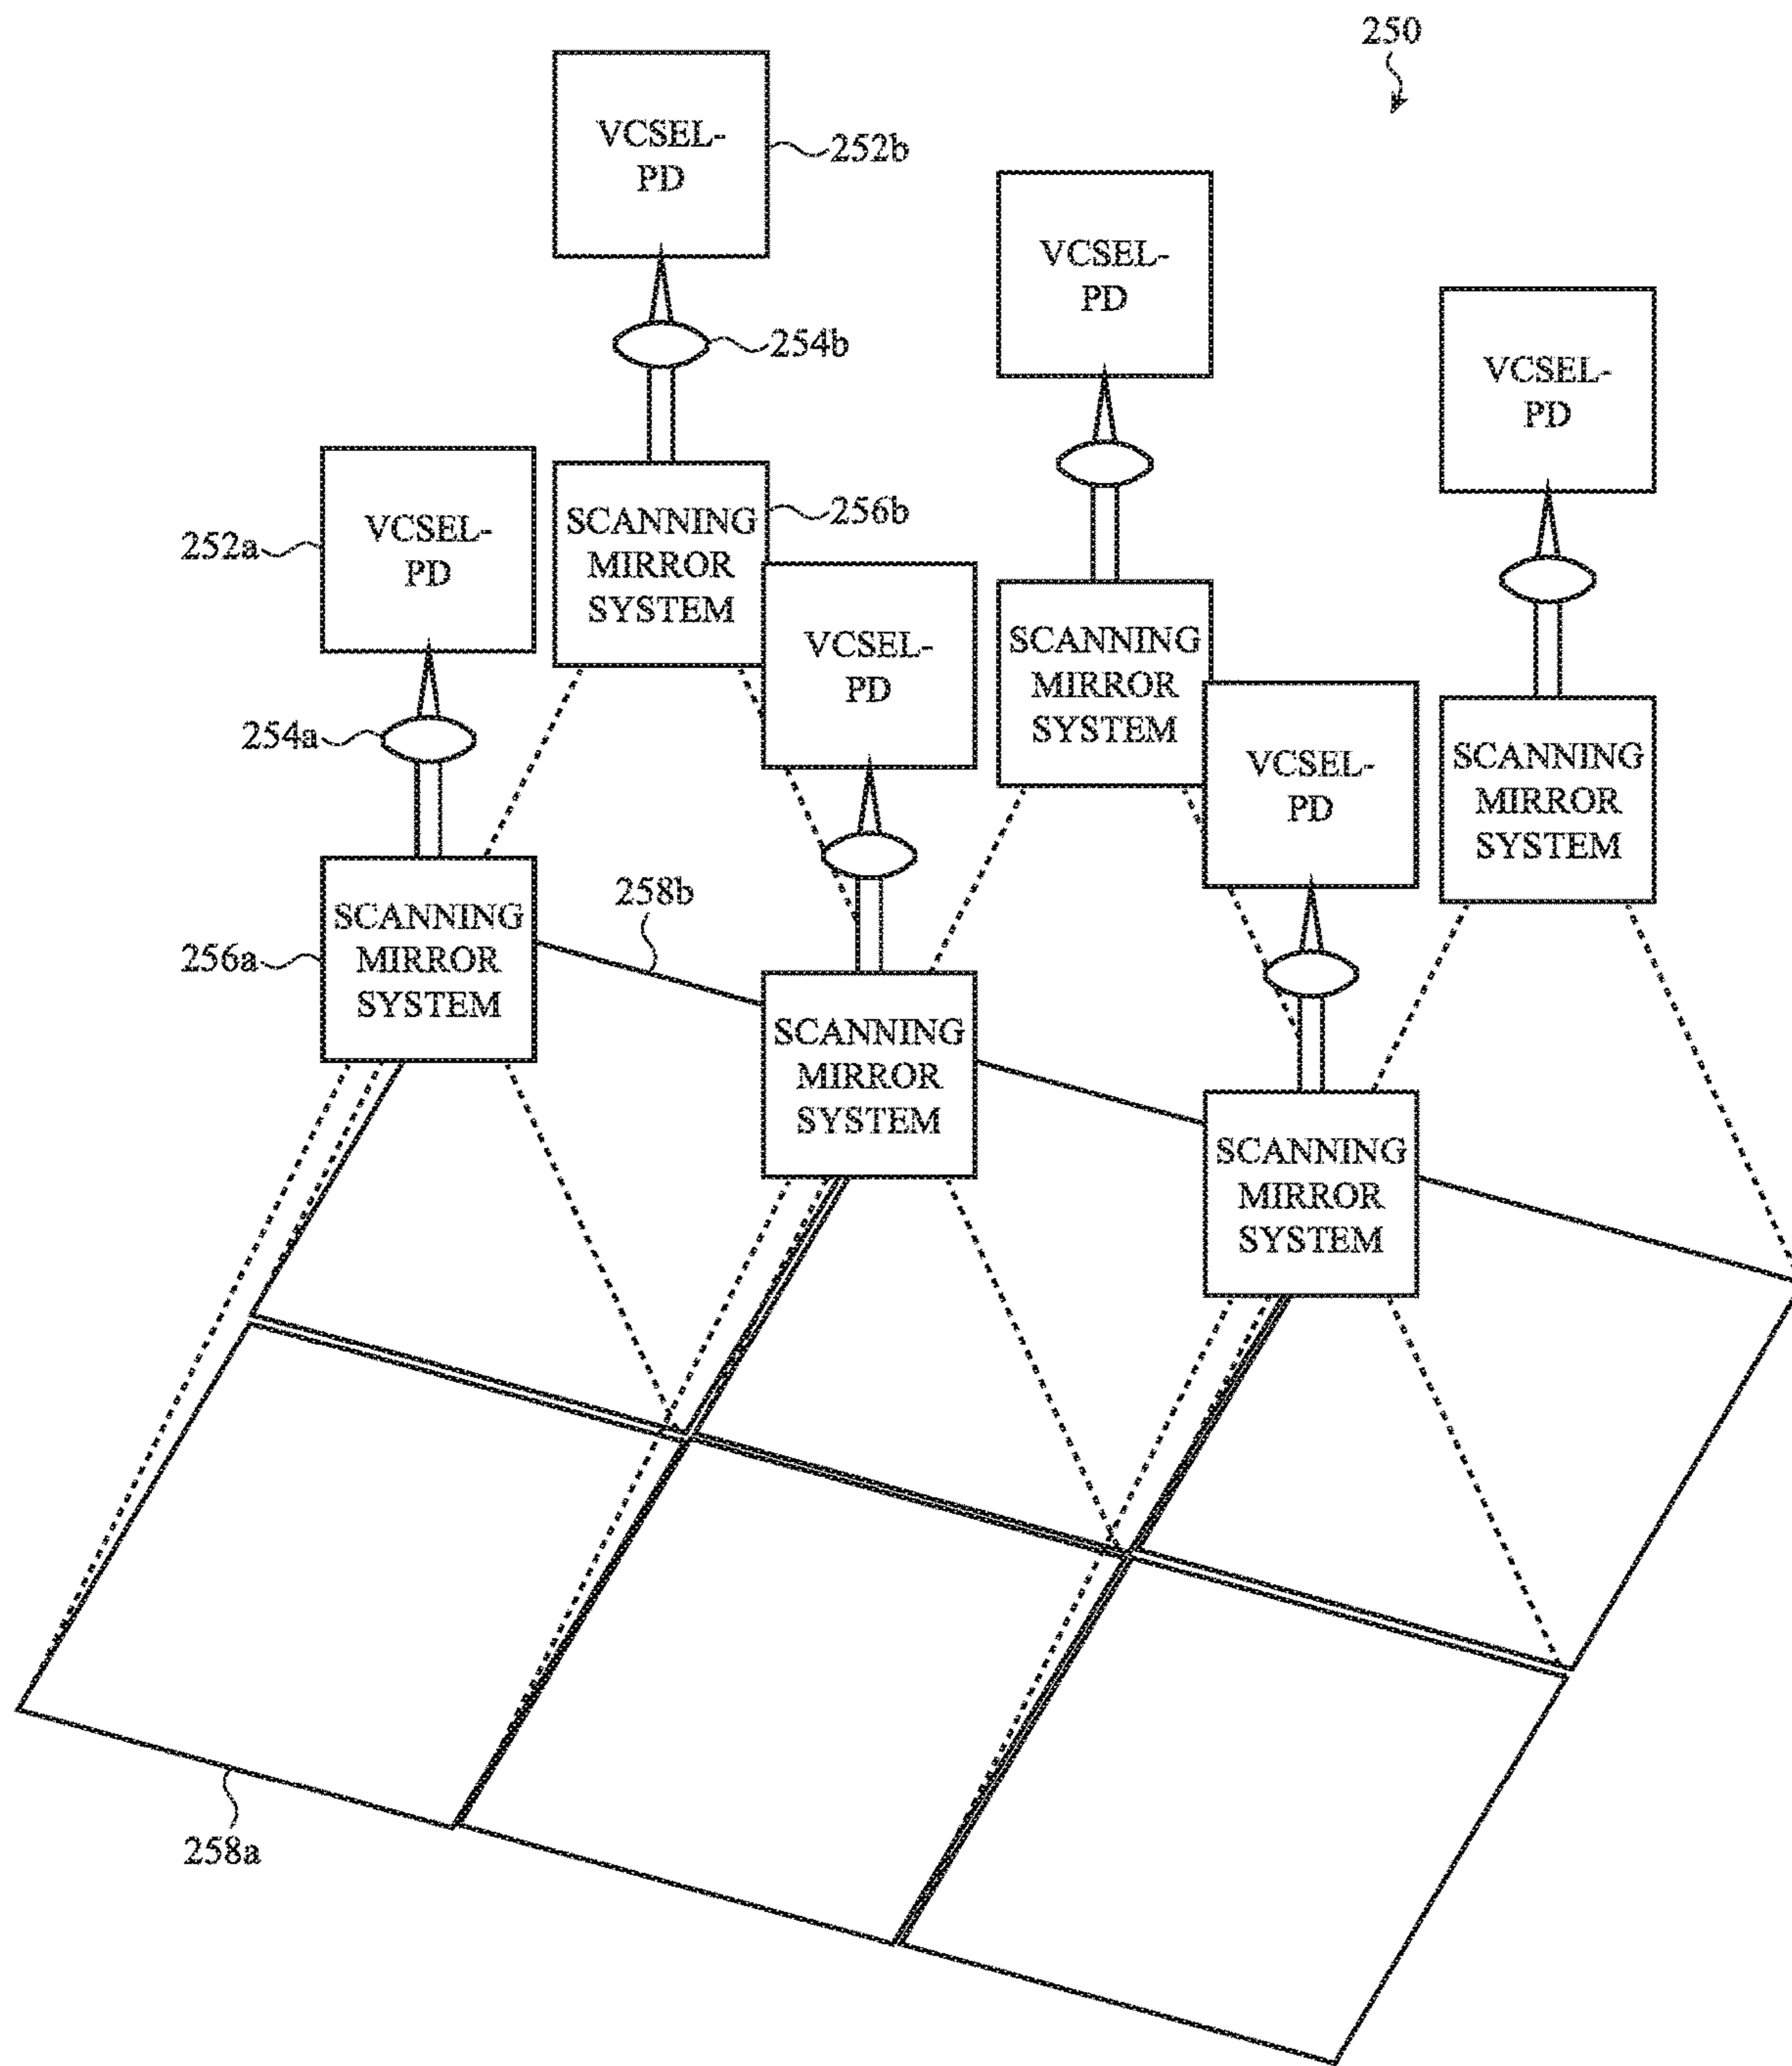 250
VCSEL-
PD
252b
VCSEL-
PD
VCSEL-
PD
254b
VCSEL-
PD
252a
SCANNING
MIRROR
SYSTEM
256b
VCSEL-
PD
SCANNING
MIRROR
SYSTEM
254a
VCSEL-
PD
SCANNING
MIRROR
SYSTEM
258b
SCANNING
MIRROR
SYSTEM
256a
SCANNING
MIRROR
SYSTEM
SCANNING
MIRROR
SYSTEM
258a